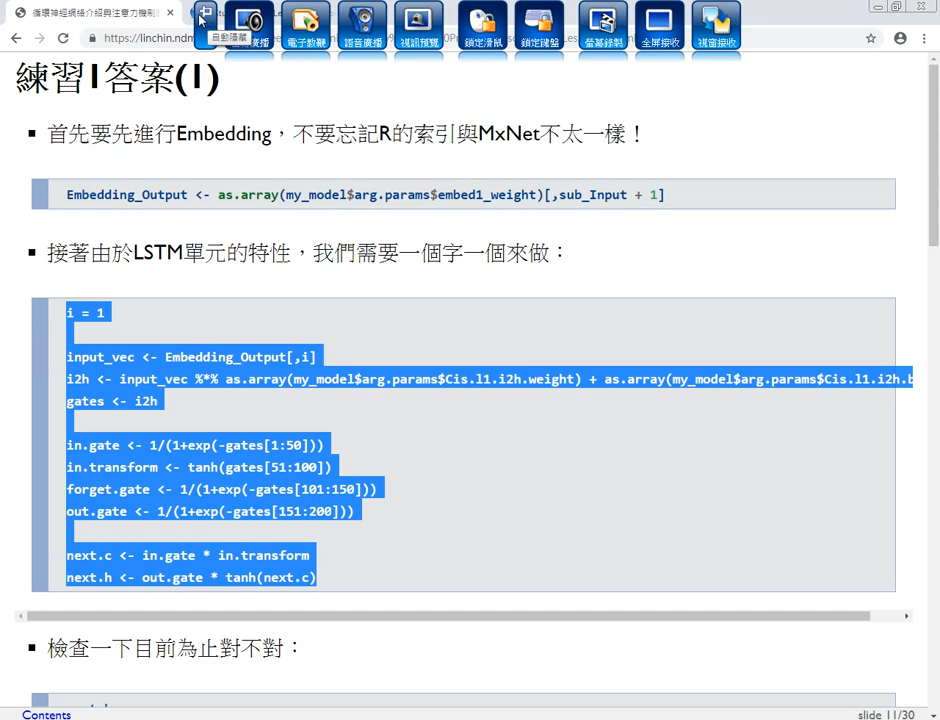 循環神經網絡介紹與注意力機制
自動隱藏
廣播
電子教鞭
語音廣播
視訊預覽
鎖定滑鼠
鎖定鍵盤
螢幕錄製
全屏接收
視窗接收
https://linchin.ndm
練習1答案(1)
首先要先進行Embedding，不要忘記R的索引與MxNet不太一樣！
Embedding_Output <- as.array(my_model$arg.params$embed1_weight)[,sub_Input + 1]
接著由於LSTM單元的特性，我們需要一個字一個來做：
i = 1
input_vec <- Embedding_Output[,i]
i2h <- input_vec %*% as.array(my_model$arg.params$Cis.l1.i2h.weight) + as.array(my_model$arg.params$Cis.l1.i2h.b
gates <- i2h
in.gate <- 1/(1+exp(-gates[1:50]))
in.transform <- tanh(gates[51:100])
forget.gate <- 1/(1+exp(-gates[101:150]))
out.gate <- 1/(1+exp(-gates[151:200]))
next.c <- in.gate * in.transform
next.h <- out.gate * tanh(next.c)
檢查一下目前為止對不對：
Contents
slide 11/30